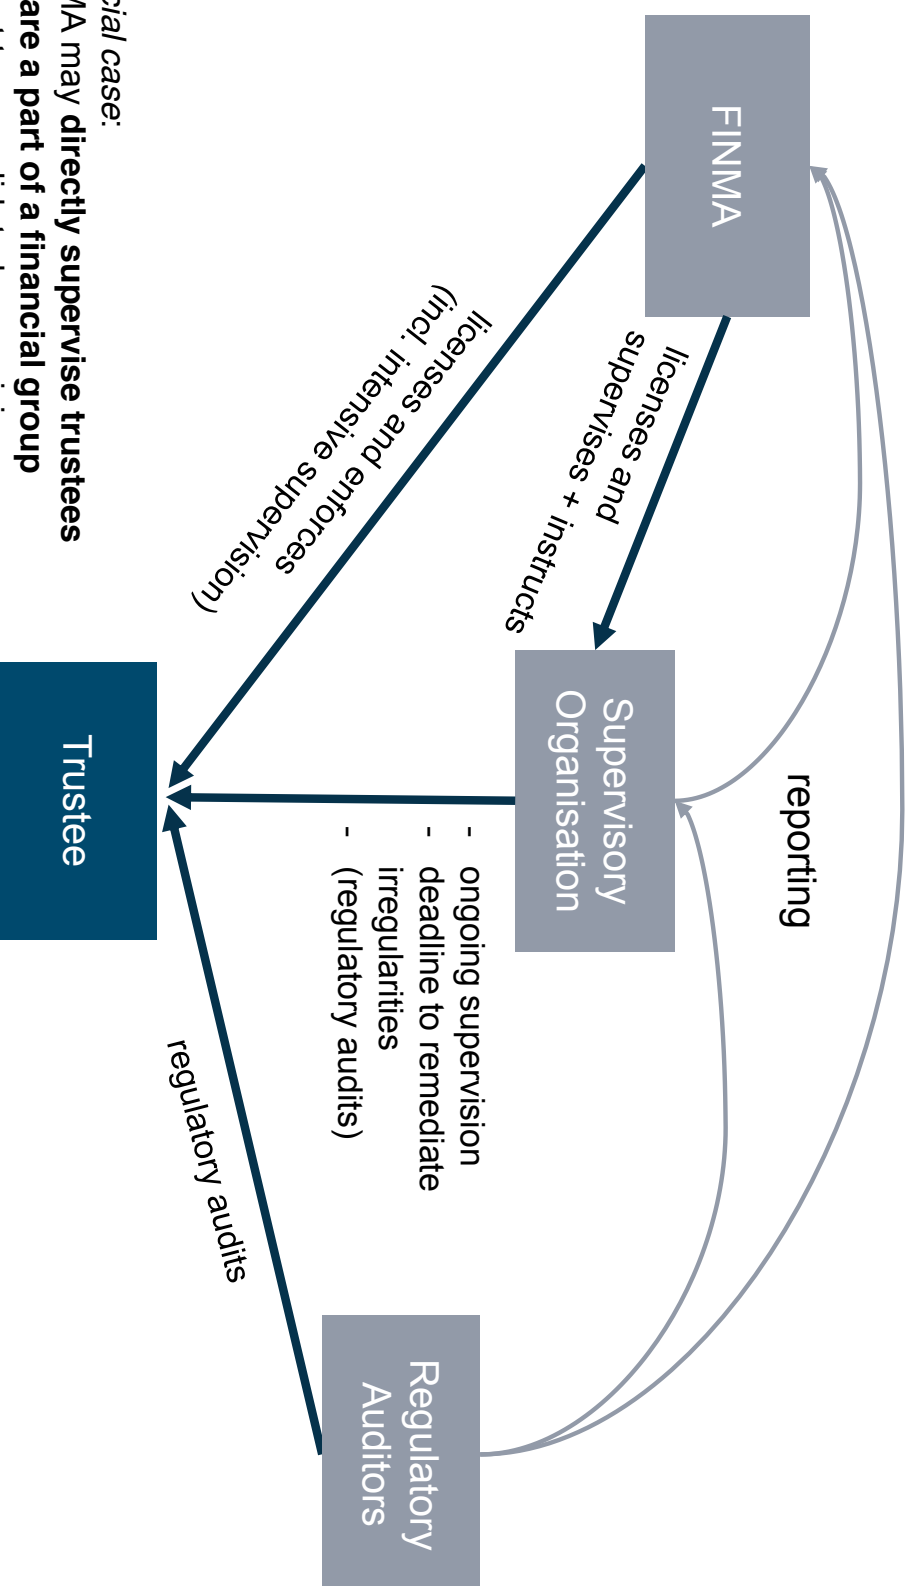 FINMA
licenses and
supervises + instructs
licenses and enforces
(incl. intensive supervision)
reporting
Supervisory
Organisation
- ongoing supervision
- deadline to remediate
irregularities
- (regulatory audits)
Regulatory
Auditors
regulatory audits
Trustee
cial case:
MA may directly supervise trustees
are a part of a financial group